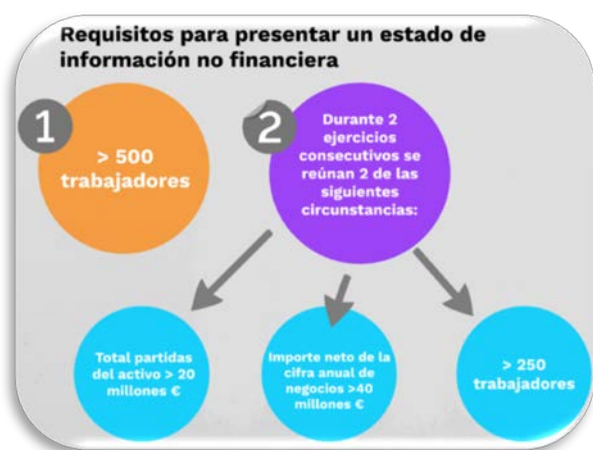 Requisitos para presentar un estado de
información no financiera
1
> 500
trabajadores
2
Durante 2
ejercicios
consecutivos se
reúnan 2 de las
siguientes
circunstancias:
Total partidas
del activo > 20
millones €
Importe neto de la
cifra anual de
negocios >40
millones €
> 250
trabajadores